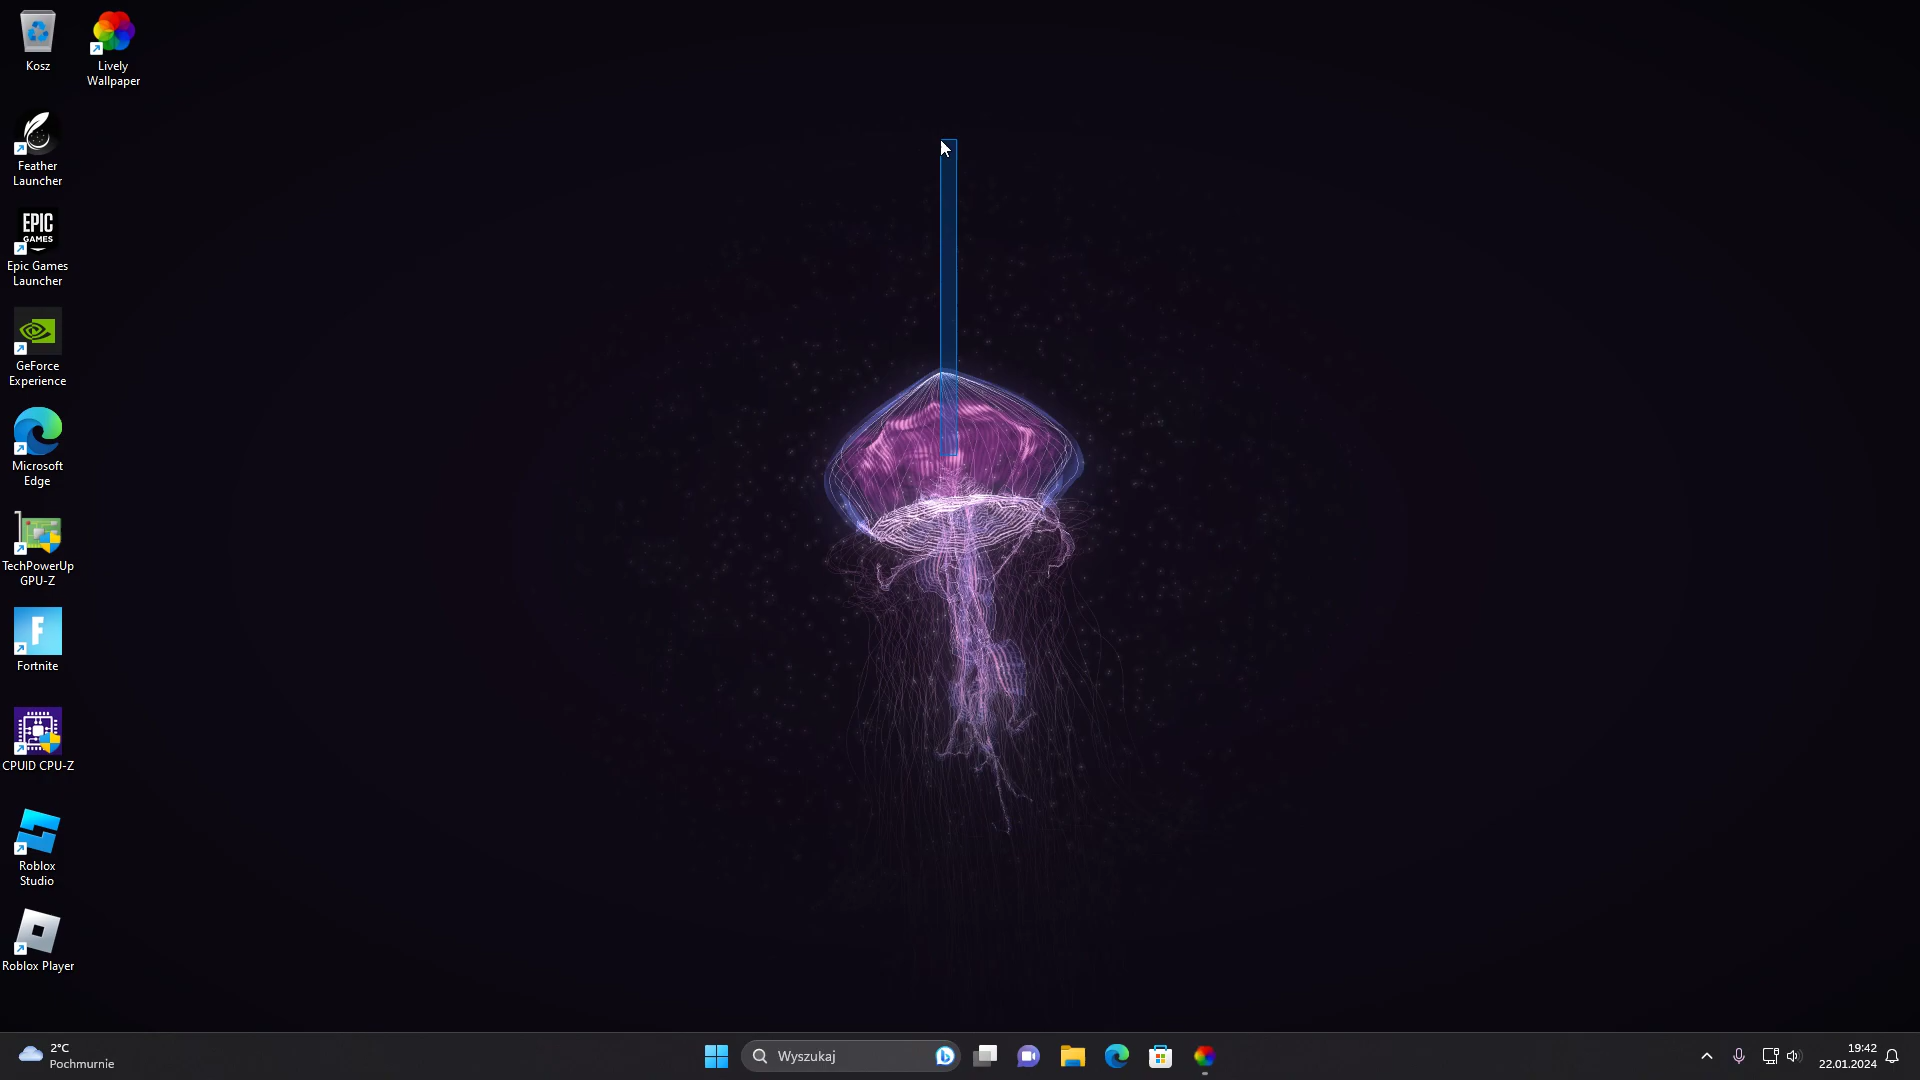 Kosz
Lively
Wallpaper
Feather
Launcher
EPIC
GAMES
Epic Games
Launcher
GeForce
Experience
Microsoft
Edge
TechPowerUp
GPU-Z
F
Fortnite
CPUID CPU-Z
Roblox
Studio
Roblox Player
2°C
Pochmurnie
Wyszukaj
19:42
22.01.2024